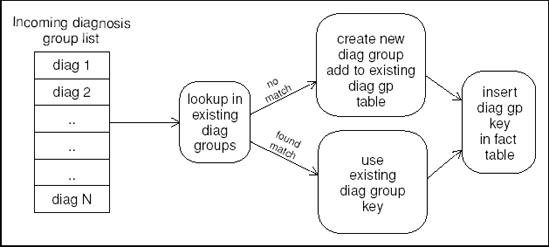 Incoming diagnosis
group list
diag 1
diag 2
..
..
..
diag N
lookup in
existing
diag
groups
no
match
found
match
create new
diag group
add to existing
diag gp
table
use
existing
diag group
key
insert
diag gp
key
in fact
table